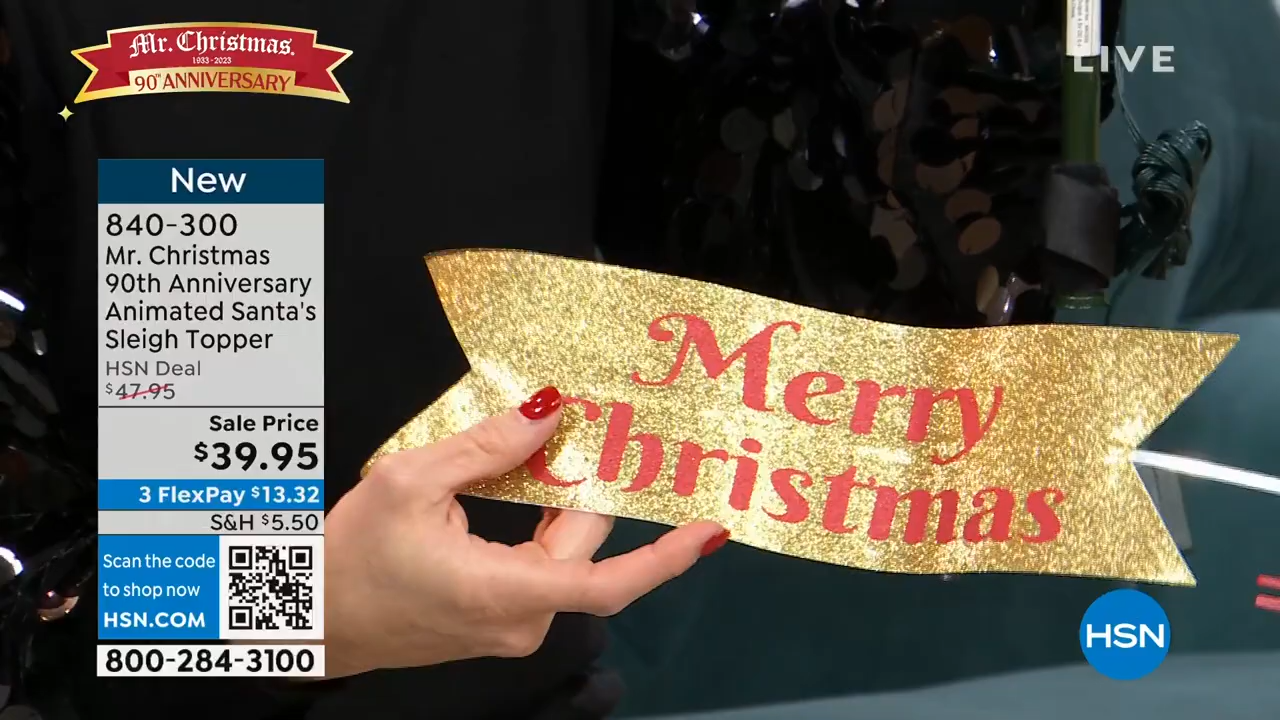 Mr. Christmas.
1933-2023
90TH ANNIVERSARY
LIVE
New
840-300
Mr. Christmas
90th Anniversary
Animated Santa's
Sleigh Topper
HSN Deal
$47.95
Sale Price
$39.95
3 FlexPay $13.32
S&H $5.50
Scan the code
to shop now
HSN.COM
800-284-3100
Merry
Christmas
HSN